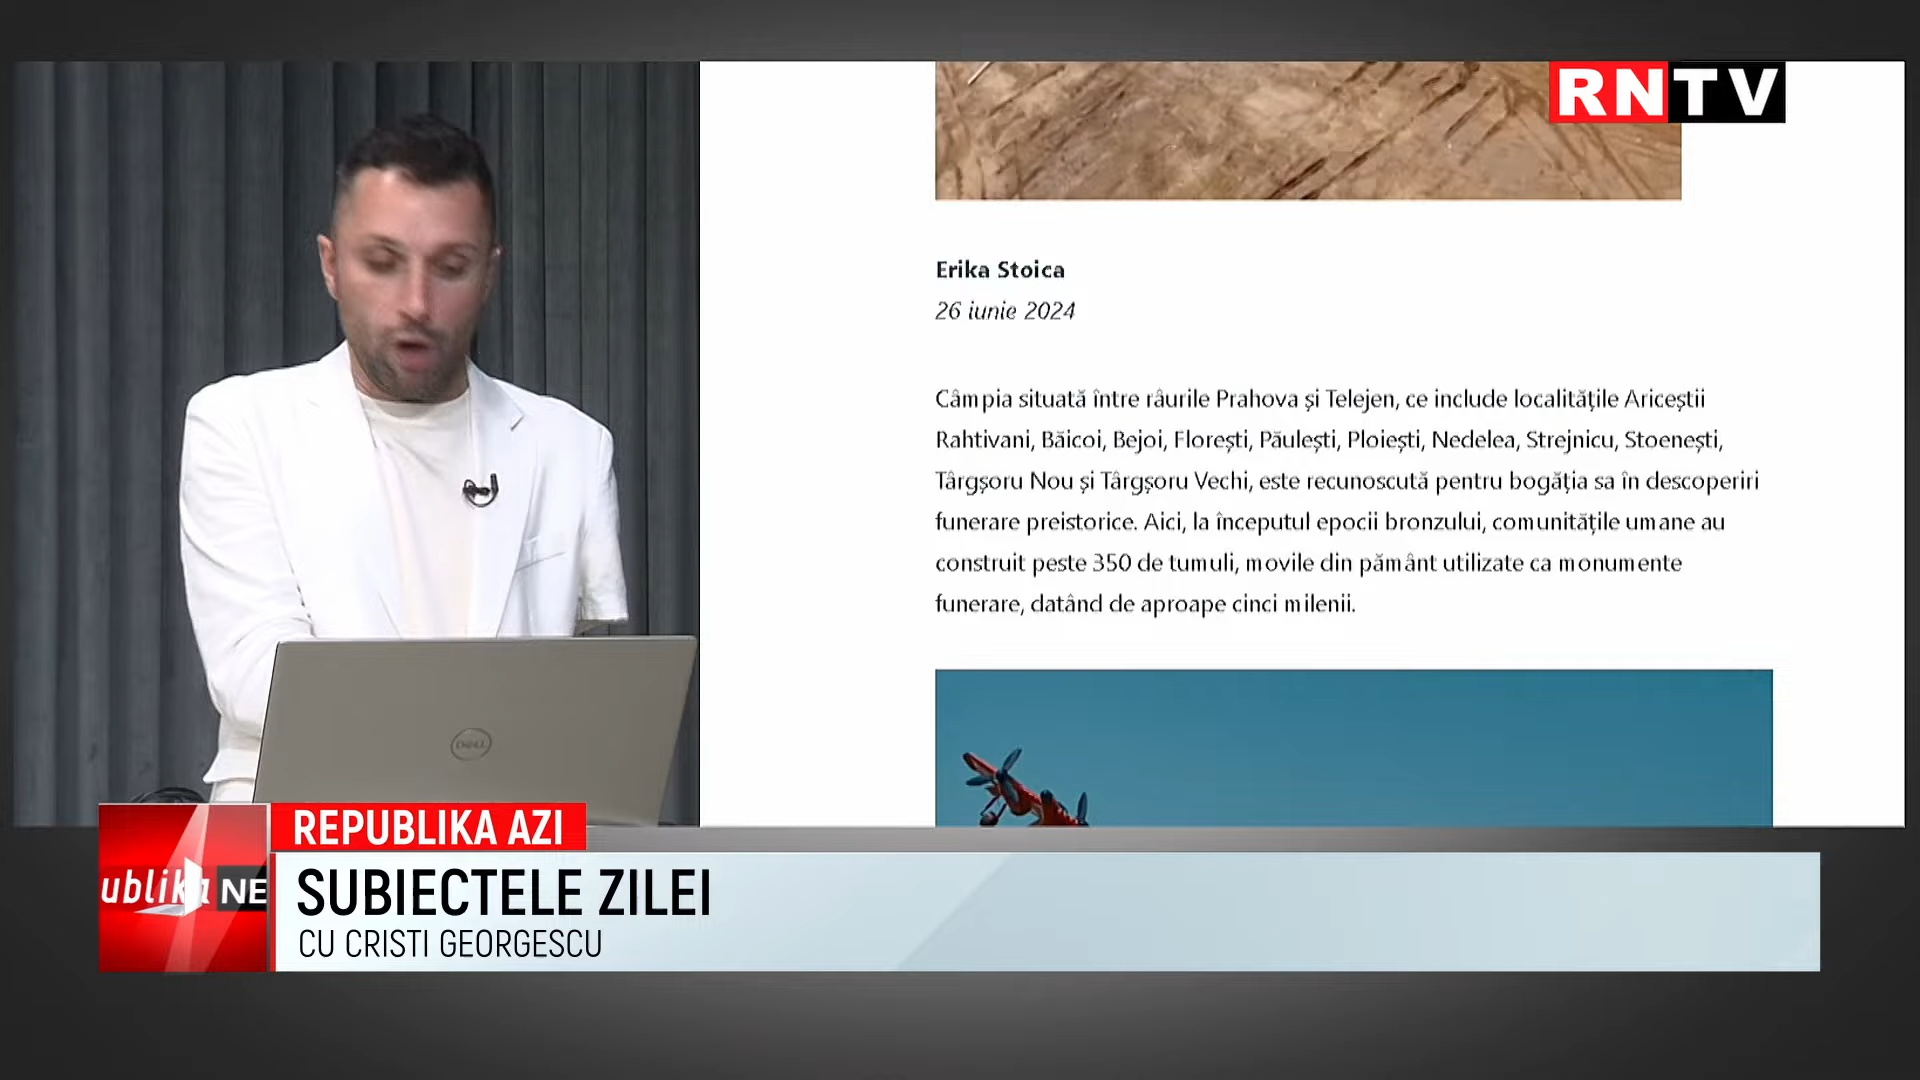 RNTV
Erika Stoica
26 iunie 2024
Câmpia situată între râurile Prahova și Telejen, ce include localitățile Ariceștii
Rahtivani, Băicoi, Bejoi, Florești, Păulești, Ploiești, Nedelea, Strejnicu, Stoenești,
Târgșoru Nou și Târgșoru Vechi, este recunoscută pentru bogăția sa în descoperiri
funerare preistorice. Aici, la începutul epocii bronzului, comunitățile umane au
construit peste 350 de tumuli, movile din pământ utilizate ca monumente
funerare, datând de aproape cinci milenii.
DELL
REPUBLIKA AZI
ublika NE
SUBIECTELE ZILEI
CU CRISTI GEORGESCU